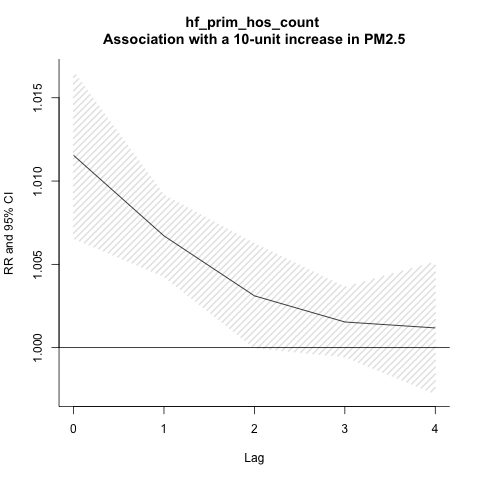 hf_prim_hos_count
Association with a 10-unit increase in PM2.5
RR and 95% CI
1.015
1.010
1.005
1.000
0 1 2 3 4
Lag